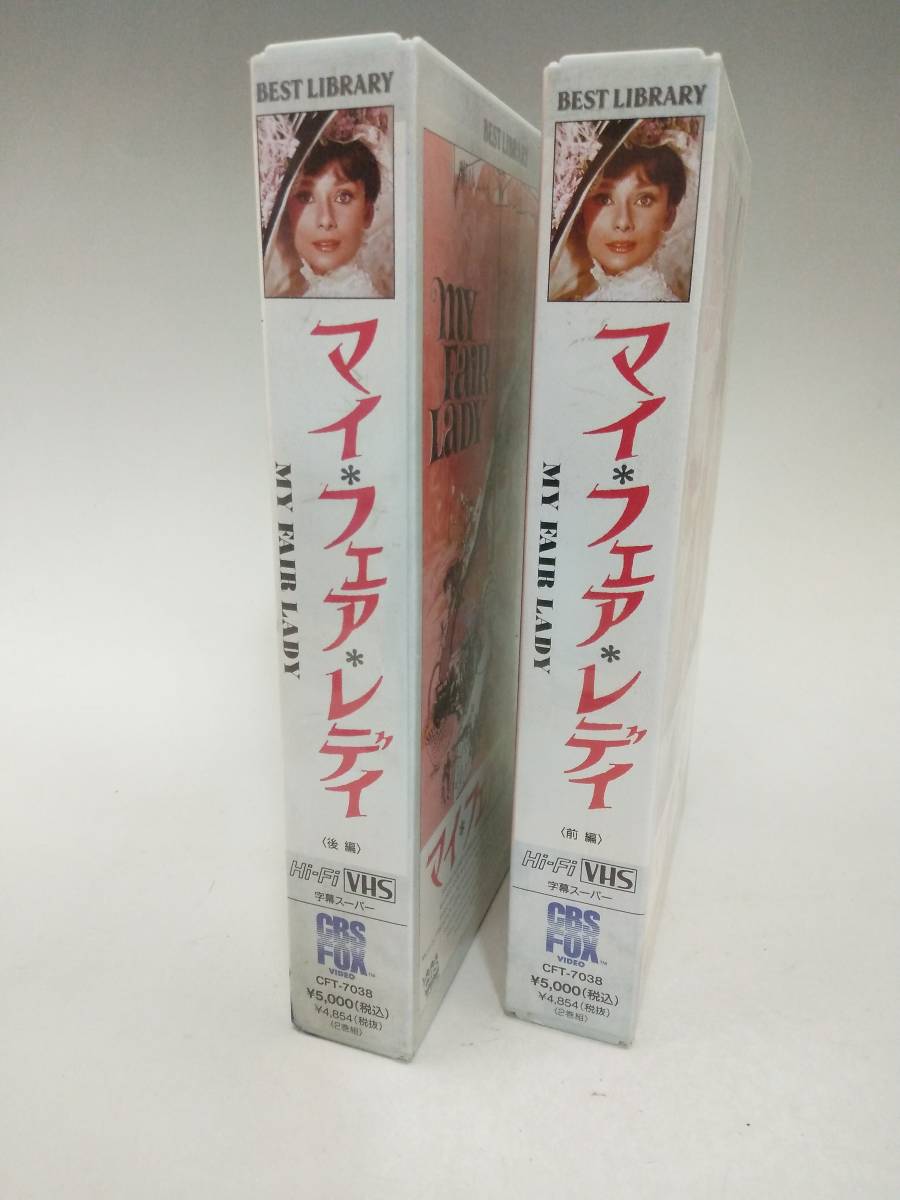 BEST LIBRARY
マイ*フェア*レディ
MY FAIR LADY
〈後編〉
Hi-Fi VHS
字幕スーパー
CBS
FOX
VIDEO™
CFT-7038
¥5,000(税込)
¥4,854(税抜)
(2巻組)
BEST LIBRARY
MY
FAIR
LADY
マイ*フェ
BEST LIBRARY
マイ*フェア*レディ
MY FAIR LADY
〈前編〉
Hi-Fi VHS
字幕スーパー
CBS
FOX
VIDEO™
CFT-7038
¥5,000(税込)
¥4,854(税抜)
(2巻組)